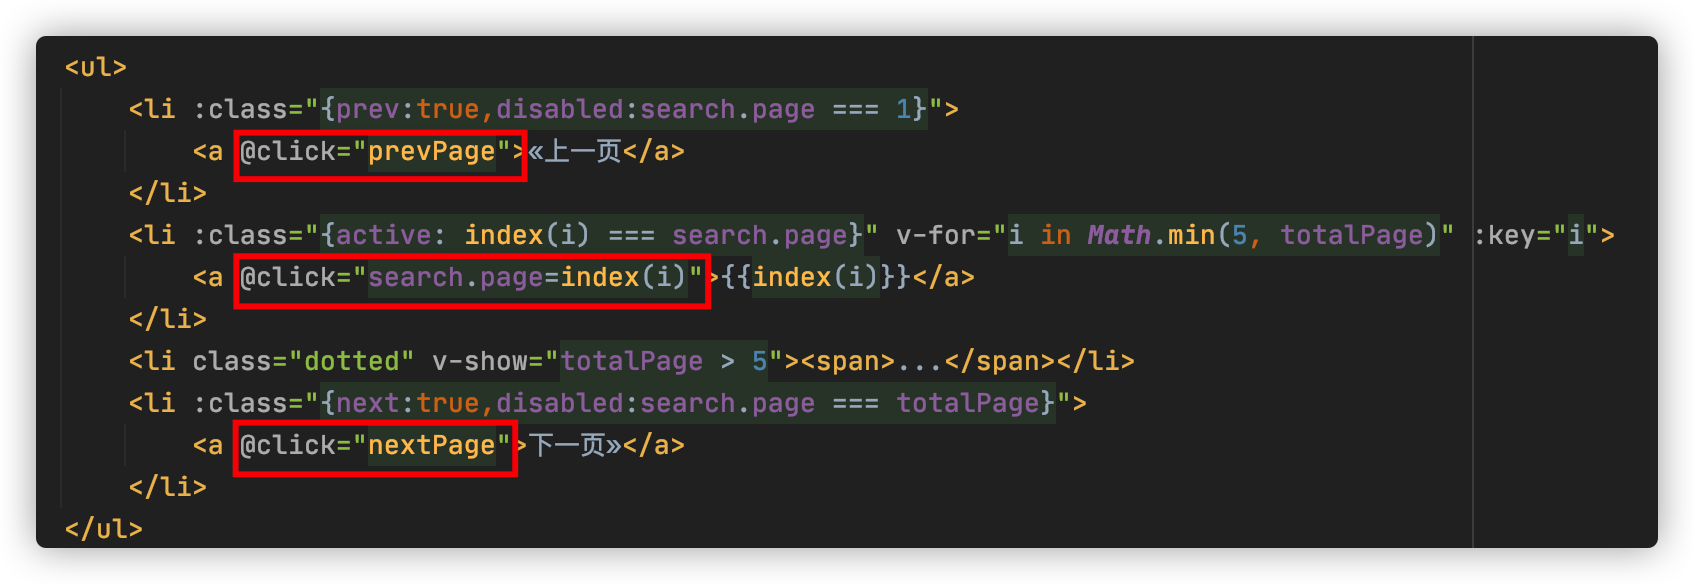 <ul>
<li :class="{prev:true,disabled:search.page === 1}">
<a @click="prevPage">«上一页</a>
</li>
<li :class="{active: index(i) === search.page}" v-for="i in Math.min(5, totalPage)" :key="i">
<a @click="search.page=index(i)">{{index(i)}}</a>
</li>
<li class="dotted" v-show="totalPage > 5"><span>...</span></li>
<li :class="{next:true,disabled:search.page === totalPage}">
<a @click="nextPage">下一页»</a>
</li>
</ul>